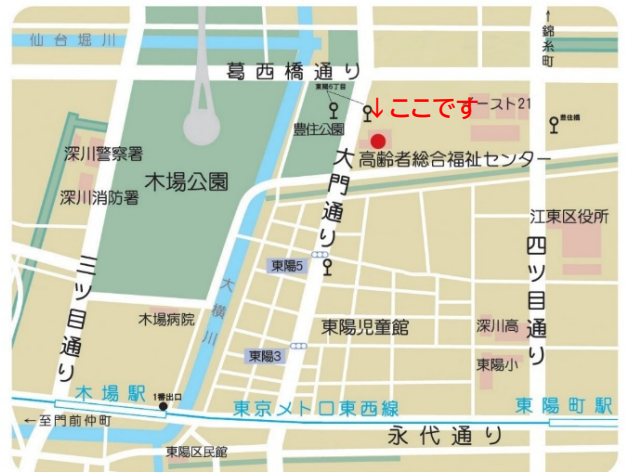 仙台堀川
↑錦糸町
葛西橋通り
東陽6丁目
↓ここです
イースト21
豊住橋
豊住公園
深川警察署
高齢者総合福祉センター
木場公園
大門通り
深川消防署
江東区役所
四ツ目通り
三ツ目通り
東陽5
大横川
木場病院
東陽児童館
深川高
東陽3
東陽小
木場駅
1番出口
東京メトロ東西線
東陽町駅
←至門前仲町
永代通り
東陽区民館